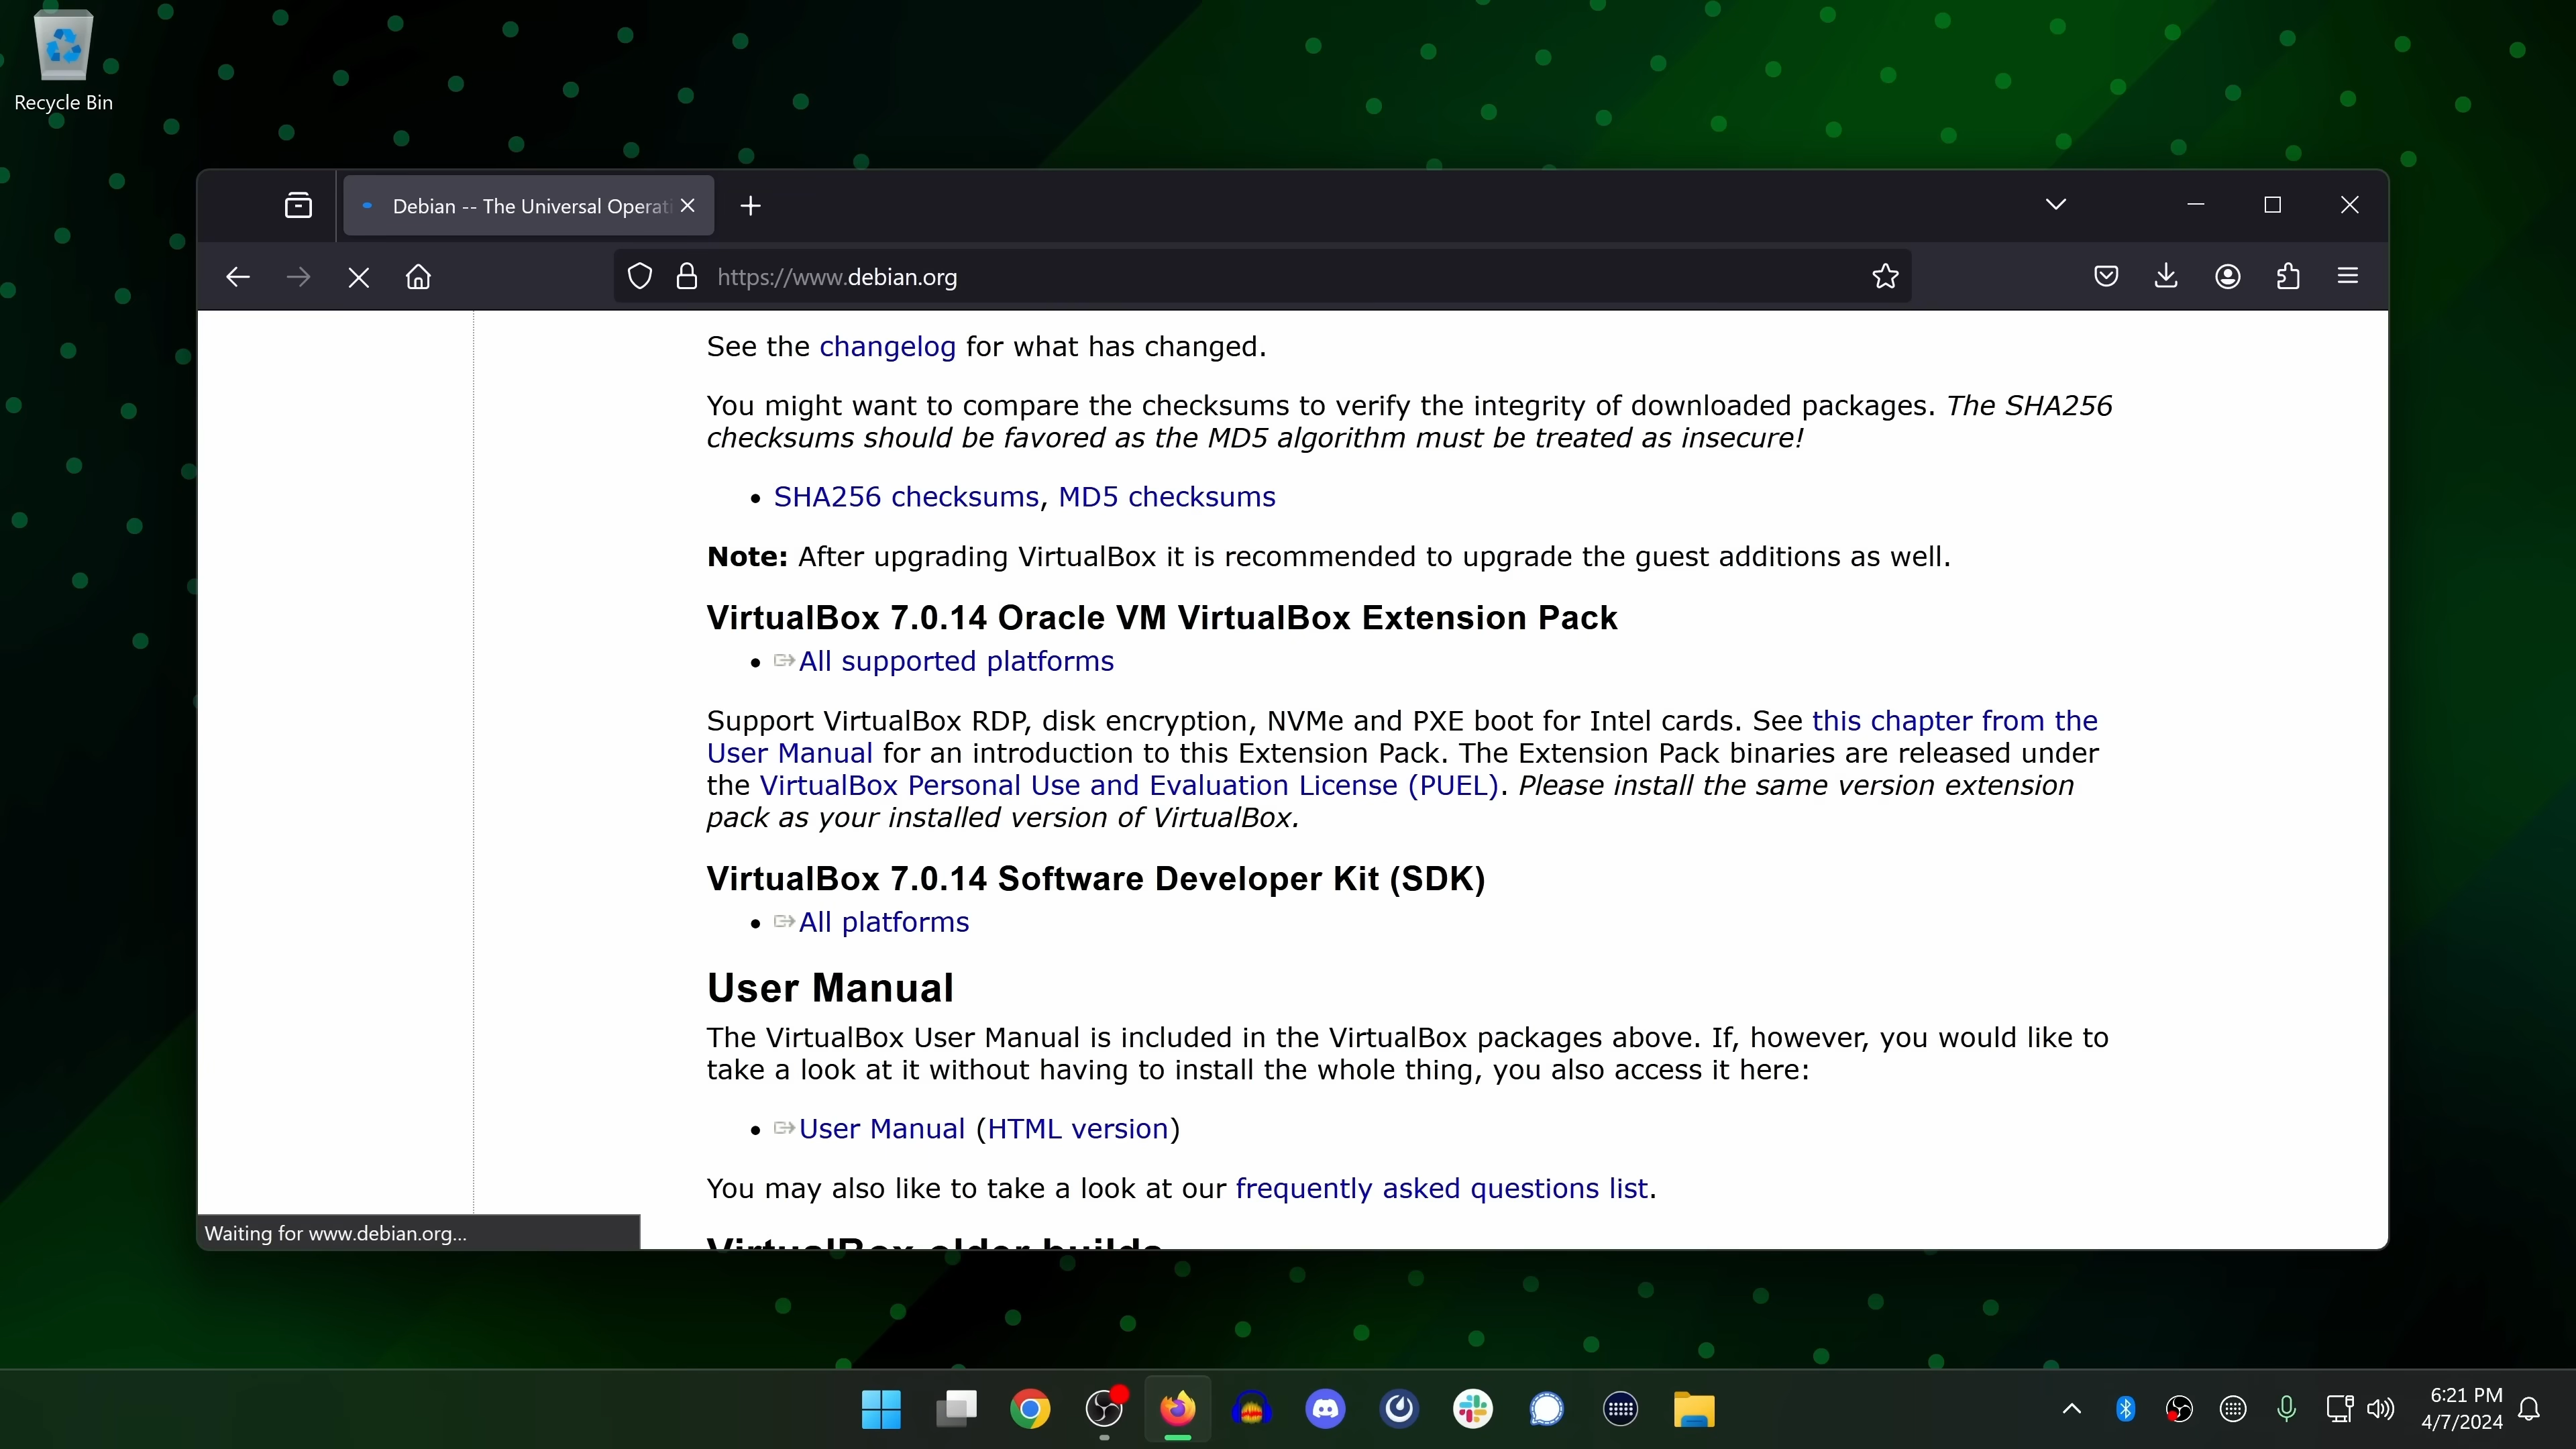 Recycle Bin
Debian -- The Universal Operati
https://www.debian.org
See the changelog for what has changed.
You might want to compare the checksums to verify the integrity of downloaded packages. The SHA256
checksums should be favored as the MD5 algorithm must be treated as insecure!
• SHA256 checksums, MD5 checksums
Note: After upgrading VirtualBox it is recommended to upgrade the guest additions as well.
VirtualBox 7.0.14 Oracle VM VirtualBox Extension Pack
• All supported platforms
Support VirtualBox RDP, disk encryption, NVMe and PXE boot for Intel cards. See this chapter from the
User Manual for an introduction to this Extension Pack. The Extension Pack binaries are released under
the VirtualBox Personal Use and Evaluation License (PUEL). Please install the same version extension
pack as your installed version of VirtualBox.
VirtualBox 7.0.14 Software Developer Kit (SDK)
• All platforms
User Manual
The VirtualBox User Manual is included in the VirtualBox packages above. If, however, you would like to
take a look at it without having to install the whole thing, you also access it here:
• User Manual (HTML version)
You may also like to take a look at our frequently asked questions list.
VirtualBox older builds
Waiting for www.debian.org...
6:21 PM
4/7/2024